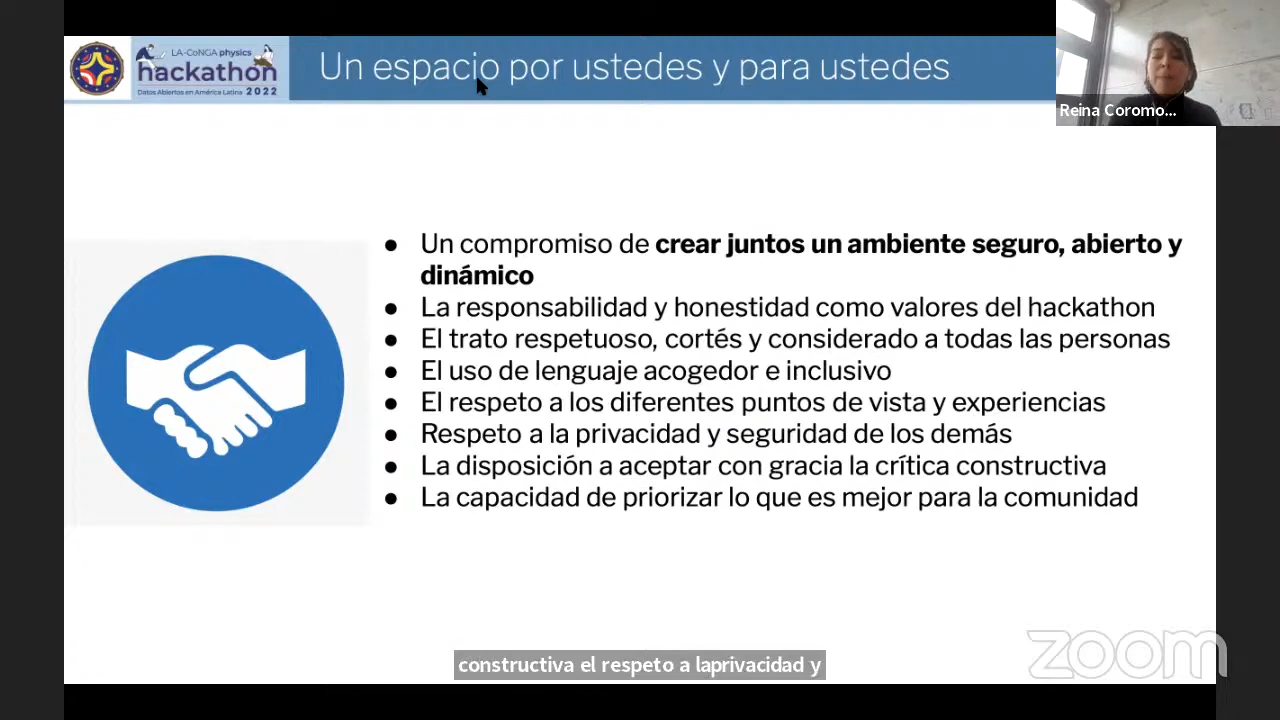 LA-CoNGA physics
hackathon
Datos Abiertos en América Latina 2022
Un espacio por ustedes y para ustedes
Reina Coromo...
● Un compromiso de crear juntos un ambiente seguro, abierto y
dinámico
● La responsabilidad y honestidad como valores del hackathon
● El trato respetuoso, cortés y considerado a todas las personas
● El uso de lenguaje acogedor e inclusivo
● El respeto a los diferentes puntos de vista y experiencias
● Respeto a la privacidad y seguridad de los demás
● La disposición a aceptar con gracia la crítica constructiva
● La capacidad de priorizar lo que es mejor para la comunidad
zoom
constructiva el respeto a laprivacidad y